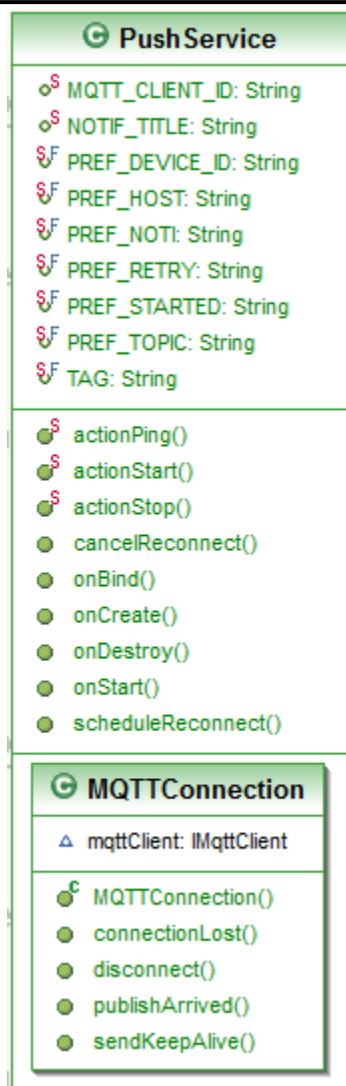 PushService
MQTT_CLIENT_ID: String
NOTIF_TITLE: String
PREF_DEVICE_ID: String
PREF_HOST: String
PREF_NOTI: String
PREF_RETRY: String
PREF_STARTED: String
PREF_TOPIC: String
TAG: String
actionPing()
actionStart()
actionStop()
cancelReconnect()
onBind()
onCreate()
onDestroy()
onStart()
scheduleReconnect()
MQTTConnection
mqttClient: IMqttClient
MQTTConnection()
connectionLost()
disconnect()
publishArrived()
sendKeepAlive()